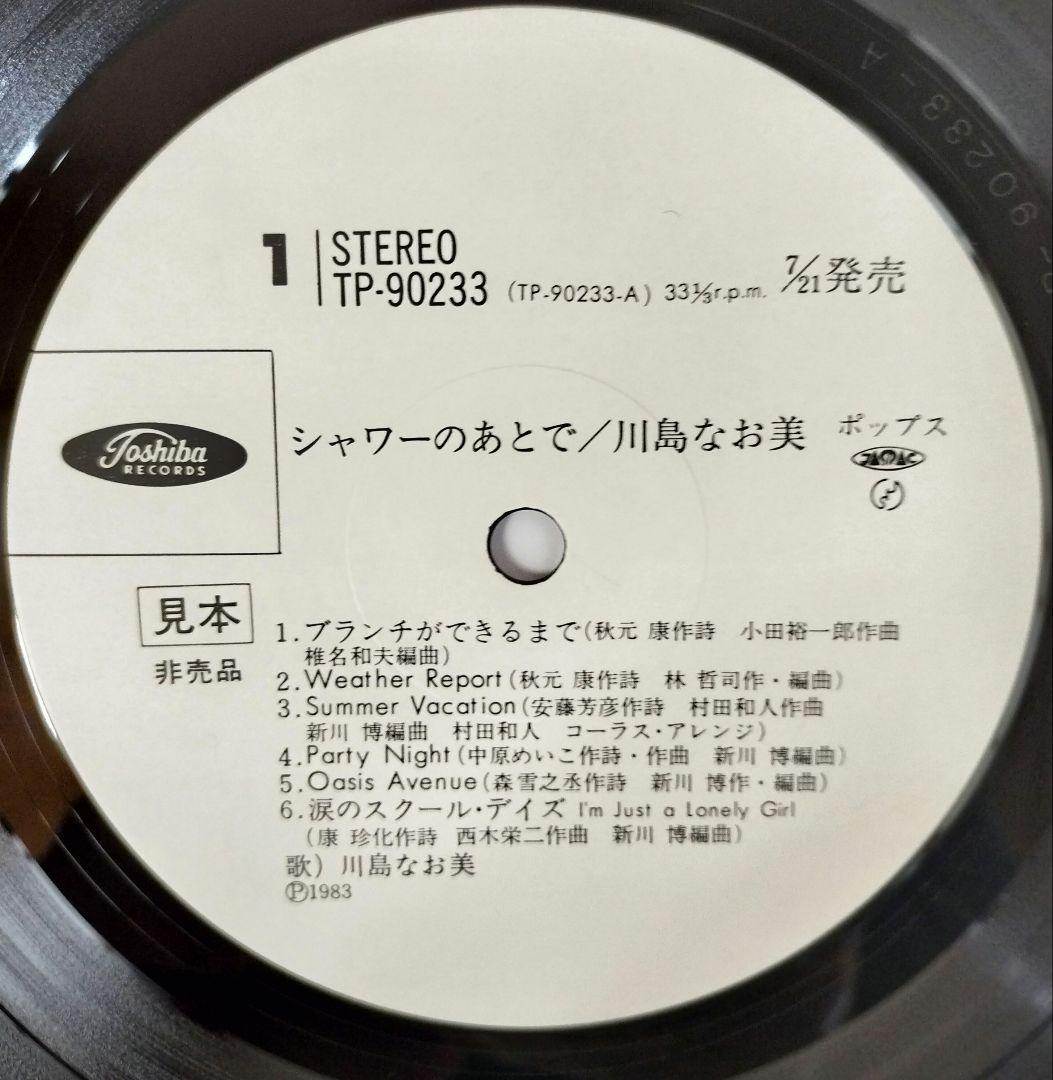 1 STEREO
TP-90233 (TP-90233-A) 33⅓r.p.m. 7/21発売
Toshiba
RECORDS
シャワーのあとで/川島なお美 ポップス
JASRAC
見本
非売品
1.ブランチができるまで(秋元 康作詩 小田裕一郎作曲
椎名和夫編曲)
2.Weather Report(秋元 康作詩 林 哲司作・編曲)
3.Summer Vacation(安藤芳彦作詩 村田和人作曲
新川 博編曲 村田和人 コーラス・アレンジ)
4.Party Night(中原めいこ作詩・作曲 新川 博編曲)
5.Oasis Avenue(森雪之丞作詩 新川 博作・編曲)
6.涙のスクール・デイズ I'm Just a Lonely Girl
(康 珍化作詩 西木栄二作曲 新川 博編曲)
歌)川島なお美
Ⓟ1983
90233-A